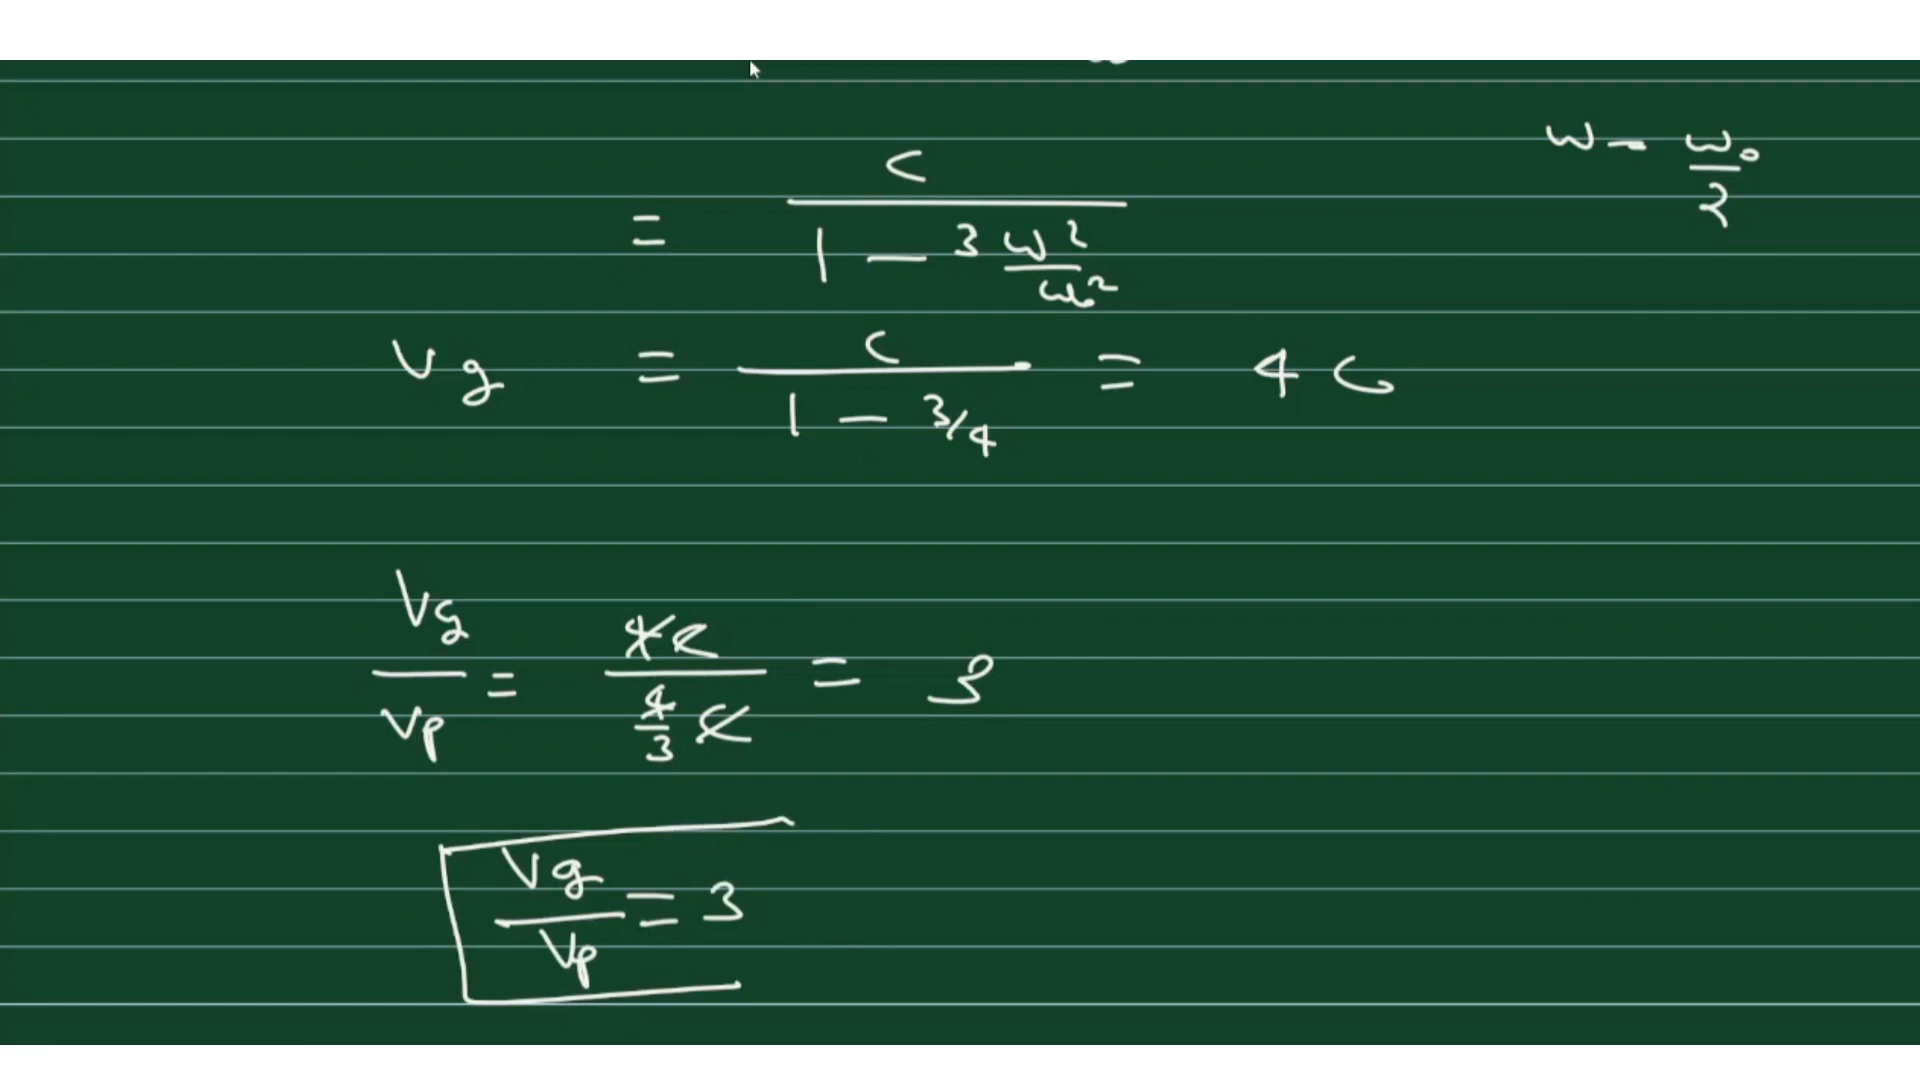 ω = ω₀/2
= C / (1 − 3 ω²/ω₀²)
Vg = C / (1 − 3/4) = 4C
Vg/Vp = 4C / (4/3 C) = 3
Vg/Vp = 3